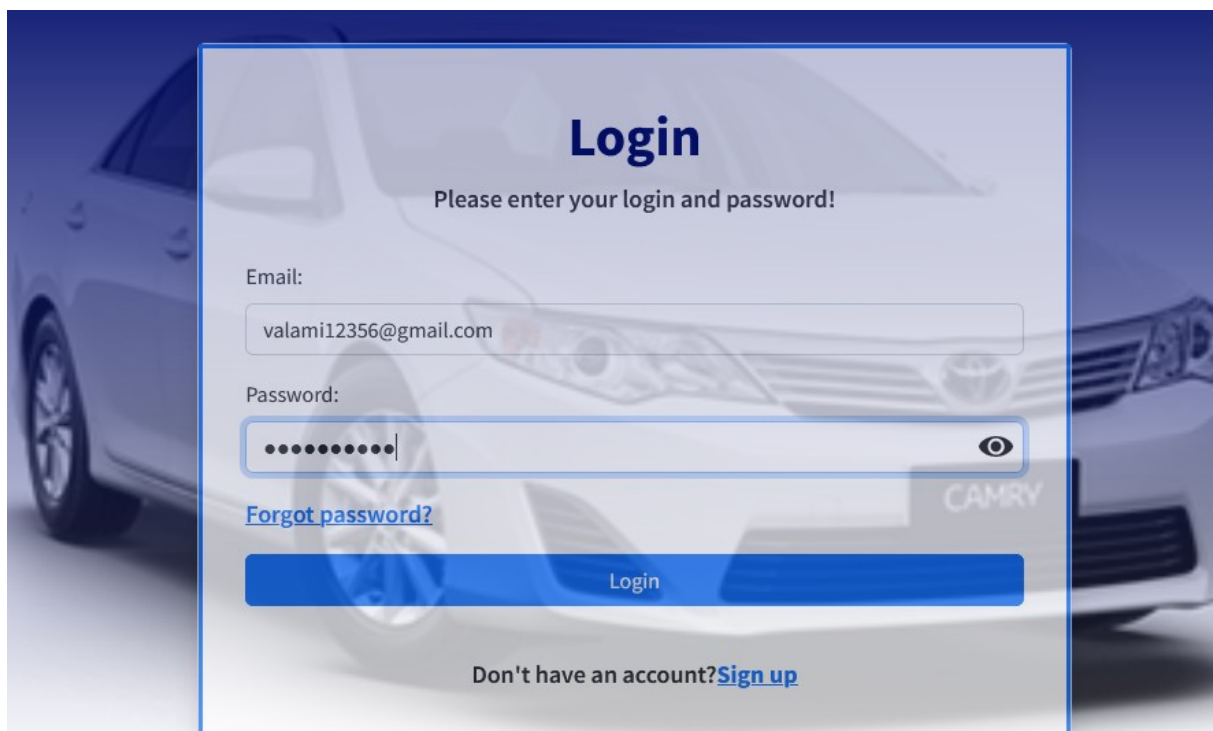 Login
Please enter your login and password!
Email:
valami12356@gmail.com
Password:
••••••••••
Forgot password?
CAMRY
Login
Don't have an account?Sign up